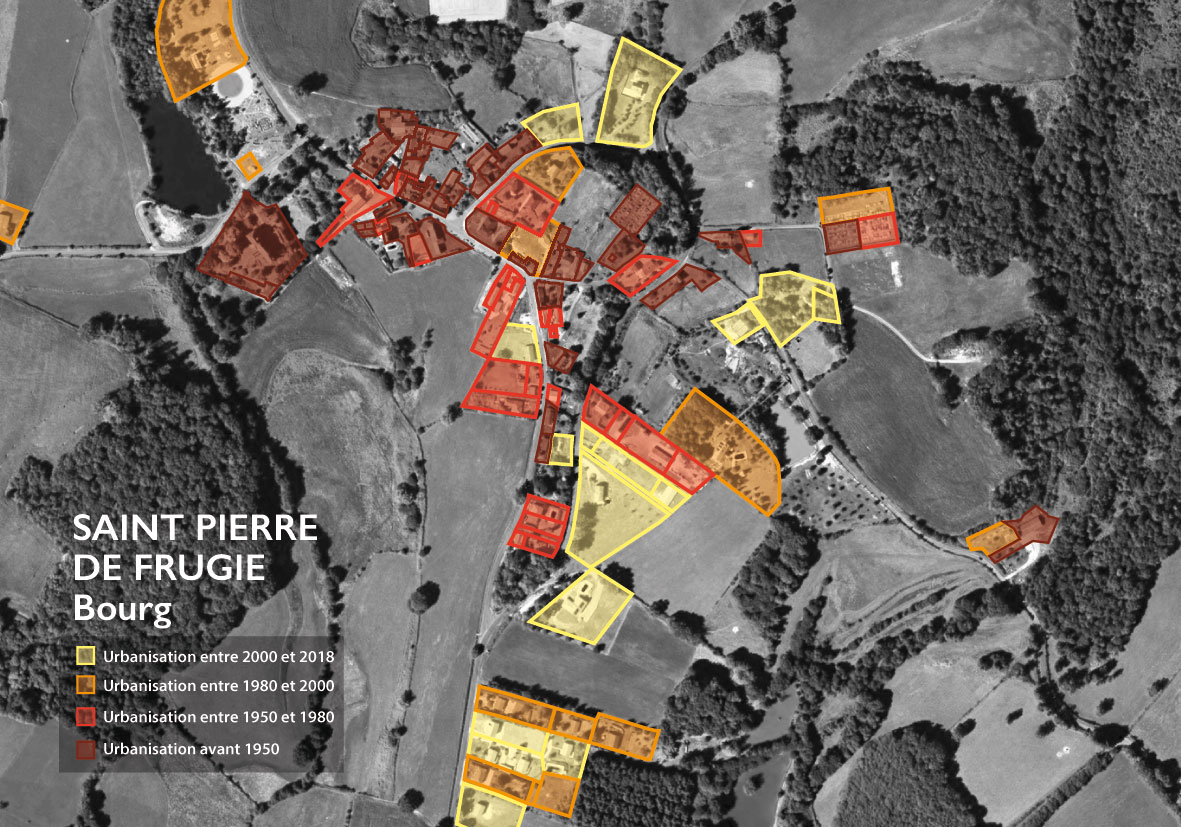 SAINT PIERRE
DE FRUGIE
Bourg
Urbanisation entre 2000 et 2018
Urbanisation entre 1980 et 2000
Urbanisation entre 1950 et 1980
Urbanisation avant 1950